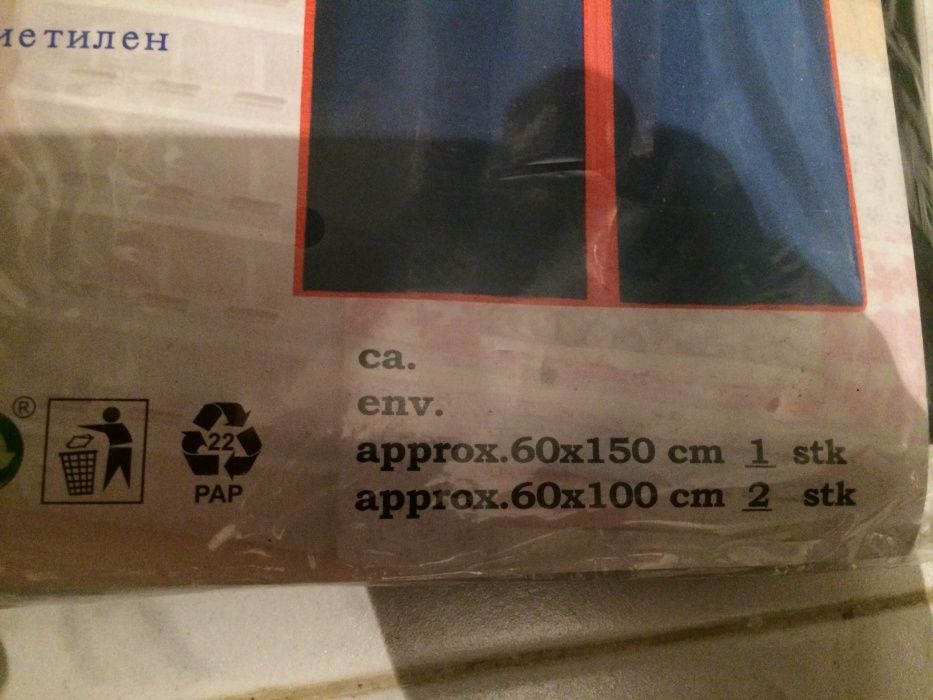 иетилен
ca.
env.
approx.60x150 cm 1 stk
approx.60x100 cm 2 stk
®
22
PAP